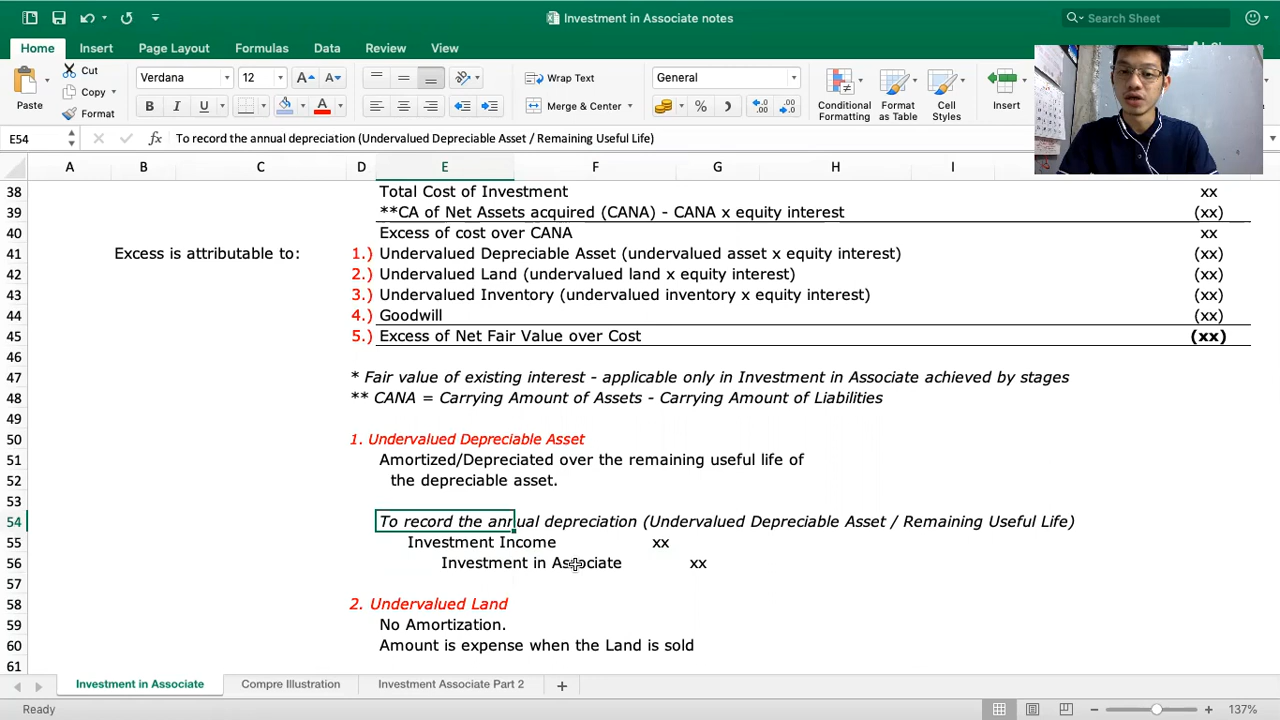 Investment in Associate notes
Search Sheet
Home Insert Page Layout Formulas Data Review View
Paste Cut Copy Format
Verdana 12 A A
B I U A
Wrap Text
Merge & Center
General
%
Conditional Formatting
Format as Table
Cell Styles
Insert
E54 fx To record the annual depreciation (Undervalued Depreciable Asset / Remaining Useful Life)
A B C D E F G H I
38 Total Cost of Investment xx
39 **CA of Net Assets acquired (CANA) - CANA x equity interest (xx)
40 Excess of cost over CANA xx
41 Excess is attributable to: 1.) Undervalued Depreciable Asset (undervalued asset x equity interest) (xx)
42 2.) Undervalued Land (undervalued land x equity interest) (xx)
43 3.) Undervalued Inventory (undervalued inventory x equity interest) (xx)
44 4.) Goodwill (xx)
45 5.) Excess of Net Fair Value over Cost (xx)
46
47 * Fair value of existing interest - applicable only in Investment in Associate achieved by stages
48 ** CANA = Carrying Amount of Assets - Carrying Amount of Liabilities
49
50 1. Undervalued Depreciable Asset
51 Amortized/Depreciated over the remaining useful life of
52 the depreciable asset.
53
54 To record the annual depreciation (Undervalued Depreciable Asset / Remaining Useful Life)
55 Investment Income xx
56 Investment in Associate xx
57
58 2. Undervalued Land
59 No Amortization.
60 Amount is expense when the Land is sold
61
Investment in Associate Compre Illustration Investment Associate Part 2 +
Ready 137%